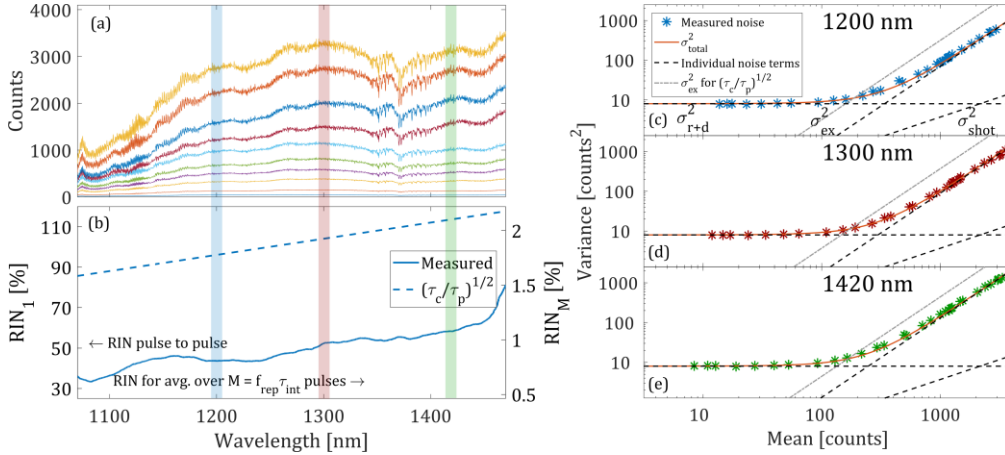 (a)
Counts
4000
3000
2000
1000
0
(b)
RIN1 [%]
110
90
70
50
30
Measured
(τc/τp)^1/2
← RIN pulse to pulse
RIN for avg. over M = frep τint pulses →
RINM [%]
2
1.5
1
0.5
1100
1200
1300
1400
Wavelength [nm]
Variance [counts²]
1000
100
10
Measured noise
σ²total
Individual noise terms
σ²ex for (τc/τp)^1/2
1200 nm
(c)
σ²r+d
σ²ex
σ²shot
1000
100
10
1300 nm
(d)
1000
100
10
1420 nm
(e)
10
100
1000
Mean [counts]